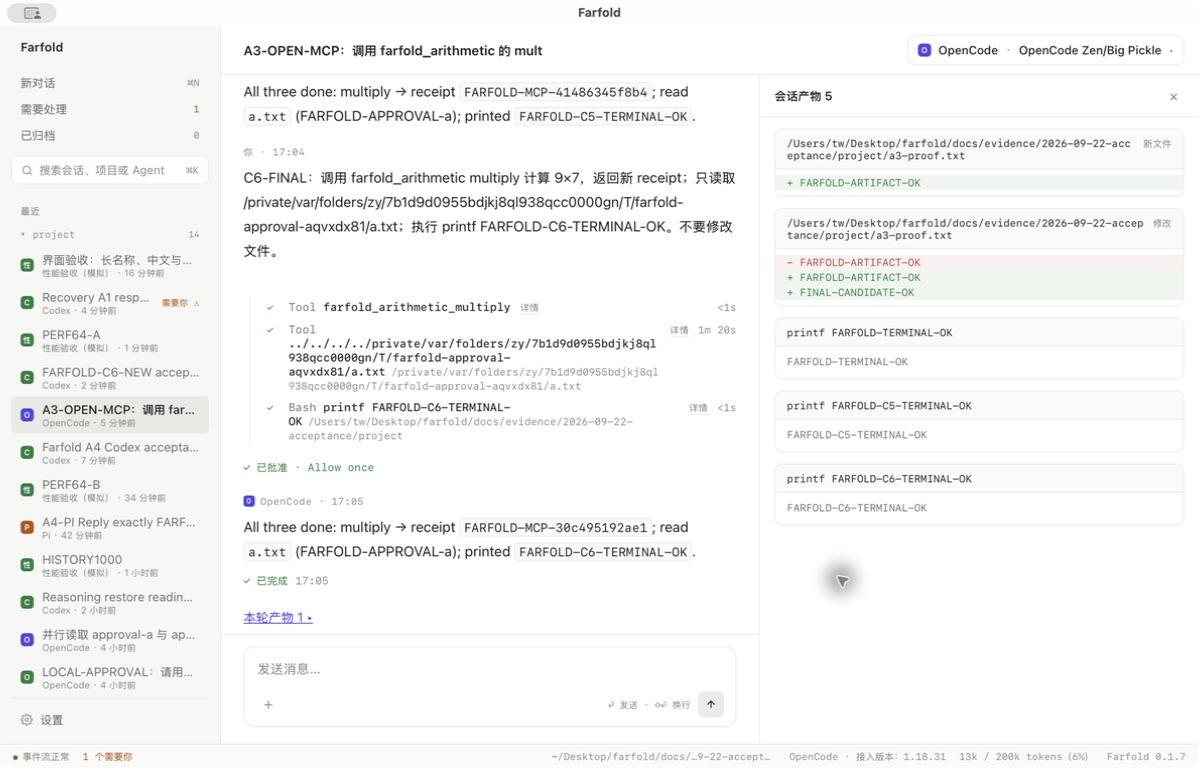 Farfold
Farfold
新对话 ⌘N
需要处理 1
已归档 0
搜索会话、项目或 Agent ⌘K
最近
project 14
性 界面验收：长名称、中文与...
性能验收（模拟） · 16 分钟前
C Recovery A1 resp... 需要你
Codex · 4 分钟前
性 PERF64-A
性能验收（模拟） · 1 分钟前
C FARFOLD-C6-NEW accep...
Codex · 2 小时前
O A3-OPEN-MCP：调用 far...
OpenCode · 5 分钟前
C Farfold A4 Codex accepta...
Codex · 7 分钟前
性 PERF-B
性能验收（模拟） · 34 分钟前
P A4-PI Reply exactly FARF...
Pi · 42 分钟前
性 HISTORY1000
性能验收（模拟） · 1 小时前
C Reasoning restore readin...
Codex · 2 小时前
O 并行读取 approval-a 与 ap...
OpenCode · 4 小时前
O LOCAL-APPROVAL：请用...
OpenCode · 4 小时前
设置
A3-OPEN-MCP：调用 farfold_arithmetic 的 mult
O OpenCode · OpenCode Zen/Big Pickle
All three done: multiply → receipt FARFOLD-MCP-41486345f8b4 ; read
a.txt (FARFOLD-APPROVAL-a); printed FARFOLD-C5-TERMINAL-OK .
你 · 17:04
C6-FINAL：调用 farfold_arithmetic multiply 计算 9×7，返回新 receipt；只读取
/private/var/folders/zy/7b1d9d0955bdjkj8ql938qcc0000gn/T/farfold-
approval-aqvxdx81/a.txt；执行 printf FARFOLD-C6-TERMINAL-OK。不要修改
文件。
✓ Tool farfold_arithmetic_multiply 详情 <1s
✓ Tool 详情 1m 20s
../../../../private/var/folders/zy/7b1d9d0955bdjkj8ql
938qcc0000gn/T/farfold-approval-
aqvxdx81/a.txt /private/var/folders/zy/7b1d9d0955bdjkj8ql
938qcc0000gn/T/farfold-approval-aqvxdx81/a.txt
✓ Bash printf FARFOLD-C6-TERMINAL- 详情 <1s
OK /Users/tw/Desktop/farfold/docs/evidence/2026-09-22-
acceptance/project
✓ 已批准 · Allow once
O OpenCode · 17:05
All three done: multiply → receipt FARFOLD-MCP-30c495192ae1 ; read
a.txt (FARFOLD-APPROVAL-a); printed FARFOLD-C6-TERMINAL-OK .
✓ 已完成 17:05
本轮产物 1 ▸
发送消息...
+ 发送 · 换行 ↑
会话产物 5 ×
/Users/tw/Desktop/farfold/docs/evidence/2026-09-22-acc 新文件
eptance/project/a3-proof.txt
+ FARFOLD-ARTIFACT-OK
/Users/tw/Desktop/farfold/docs/evidence/2026-09-22-accep 修改
tance/project/a3-proof.txt
- FARFOLD-ARTIFACT-OK
+ FARFOLD-ARTIFACT-OK
+ FINAL-CANDIDATE-OK
printf FARFOLD-TERMINAL-OK
FARFOLD-TERMINAL-OK
printf FARFOLD-C5-TERMINAL-OK
FARFOLD-C5-TERMINAL-OK
printf FARFOLD-C6-TERMINAL-OK
FARFOLD-C6-TERMINAL-OK
事件流正常 1 个需要你 ~/Desktop/farfold/docs/…9-22-accept… OpenCode · 接入版本: 1.18.31 13k / 200k tokens (6%) Farfold 0.1.7